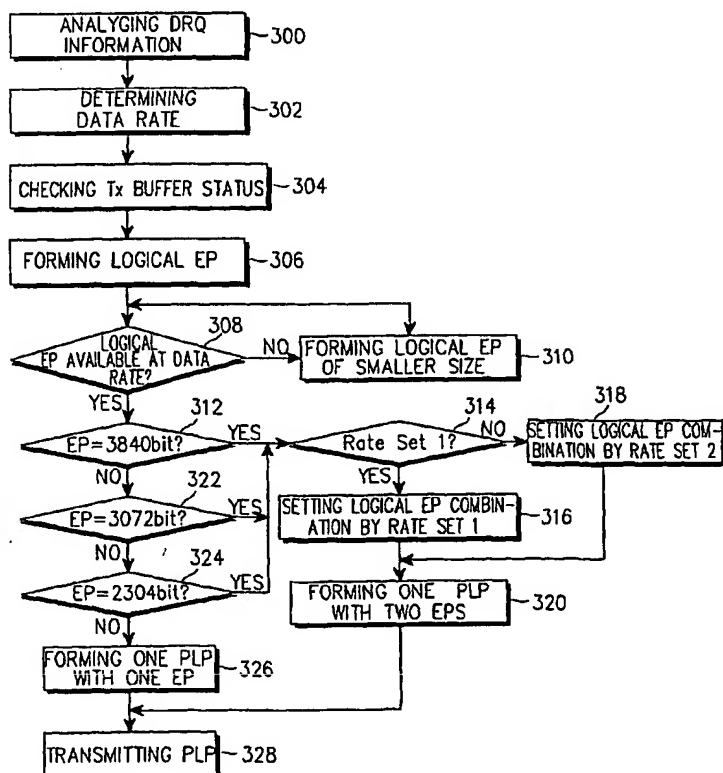 ANALYGING DRQ
INFORMATION
300
DETERMINING
DATA RATE
302
CHECKING Tx BUFFER STATUS
304
FORMING LOGICAL EP
306
LOGICAL
EP AVAILABLE AT DATA
RATE?
308
NO
FORMING LOGICAL EP
OF SMALLER SIZE
310
YES
EP=3840bit?
312
YES
Rate Set 1?
314
NO
SETTING LOGICAL EP COM-
BINATION BY RATE SET 2
318
NO
YES
EP=3072bit?
322
YES
SETTING LOGICAL EP COMBIN-
ATION BY RATE SET 1
316
NO
EP=2304bit?
324
YES
FORMING ONE PLP
WITH TWO EPS
320
NO
FORMING ONE PLP
WITH ONE EP
326
TRANSMITTING PLP
328